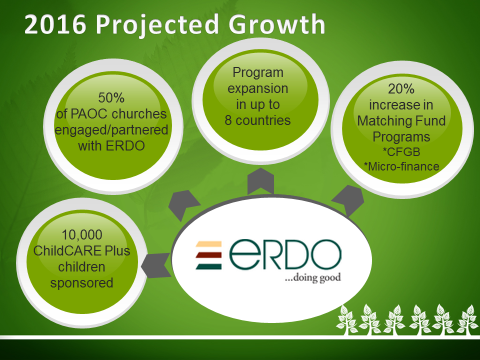 2016 Projected Growth
50%
of PAOC churches
engaged/partnered
with ERDO
Program
expansion
in up to
8 countries
20%
increase in
Matching Fund
Programs
*CFGB
*Micro-finance
10,000
ChildCARE Plus
children
sponsored
ERDO
...doing good